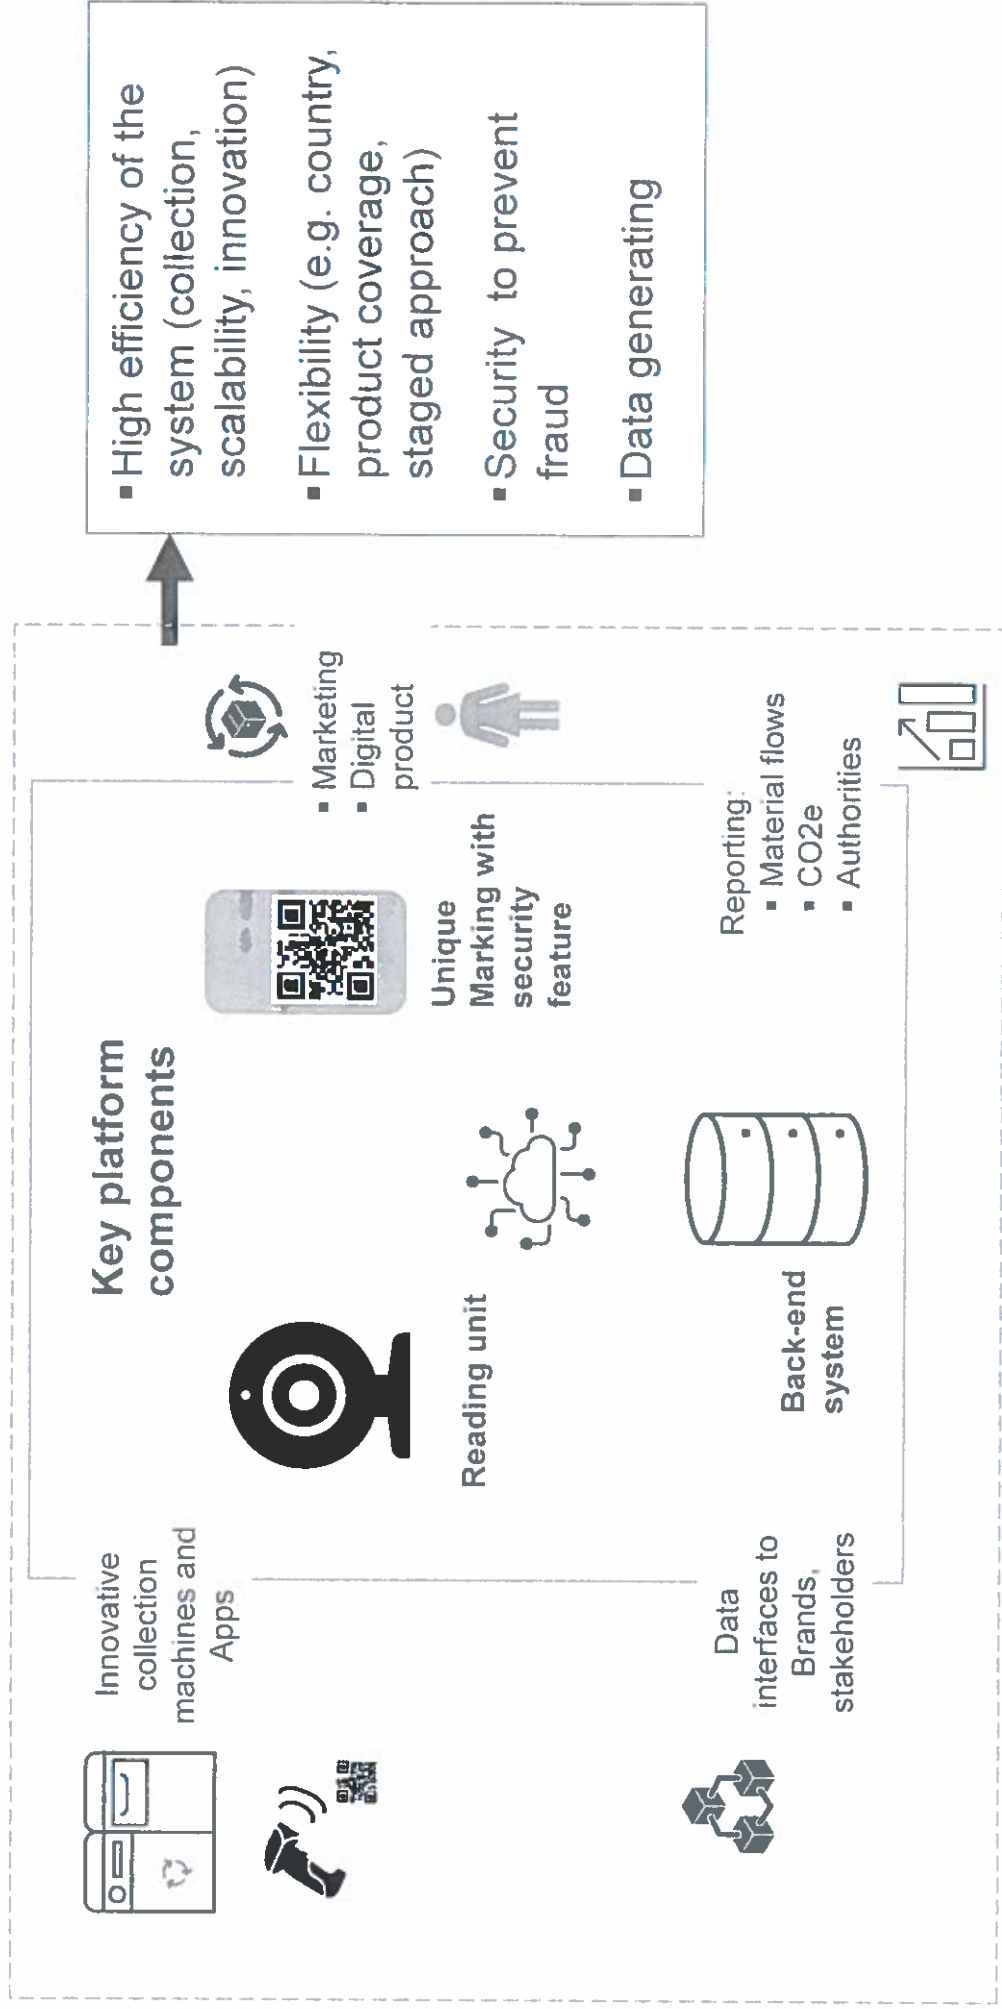 Innovative
collection
machines and
Apps
Data
interfaces to
Brands,
stakeholders
Key platform
components
Reading unit
Back-end
system
Unique
Marking with
security
feature
▪ Marketing
▪ Digital
product
Reporting:
▪ Material flows
▪ CO2e
▪ Authorities
▪ High efficiency of the
system (collection,
scalability, innovation)
▪ Flexibility (e.g. country,
product coverage,
staged approach)
▪ Security to prevent
fraud
▪ Data generating